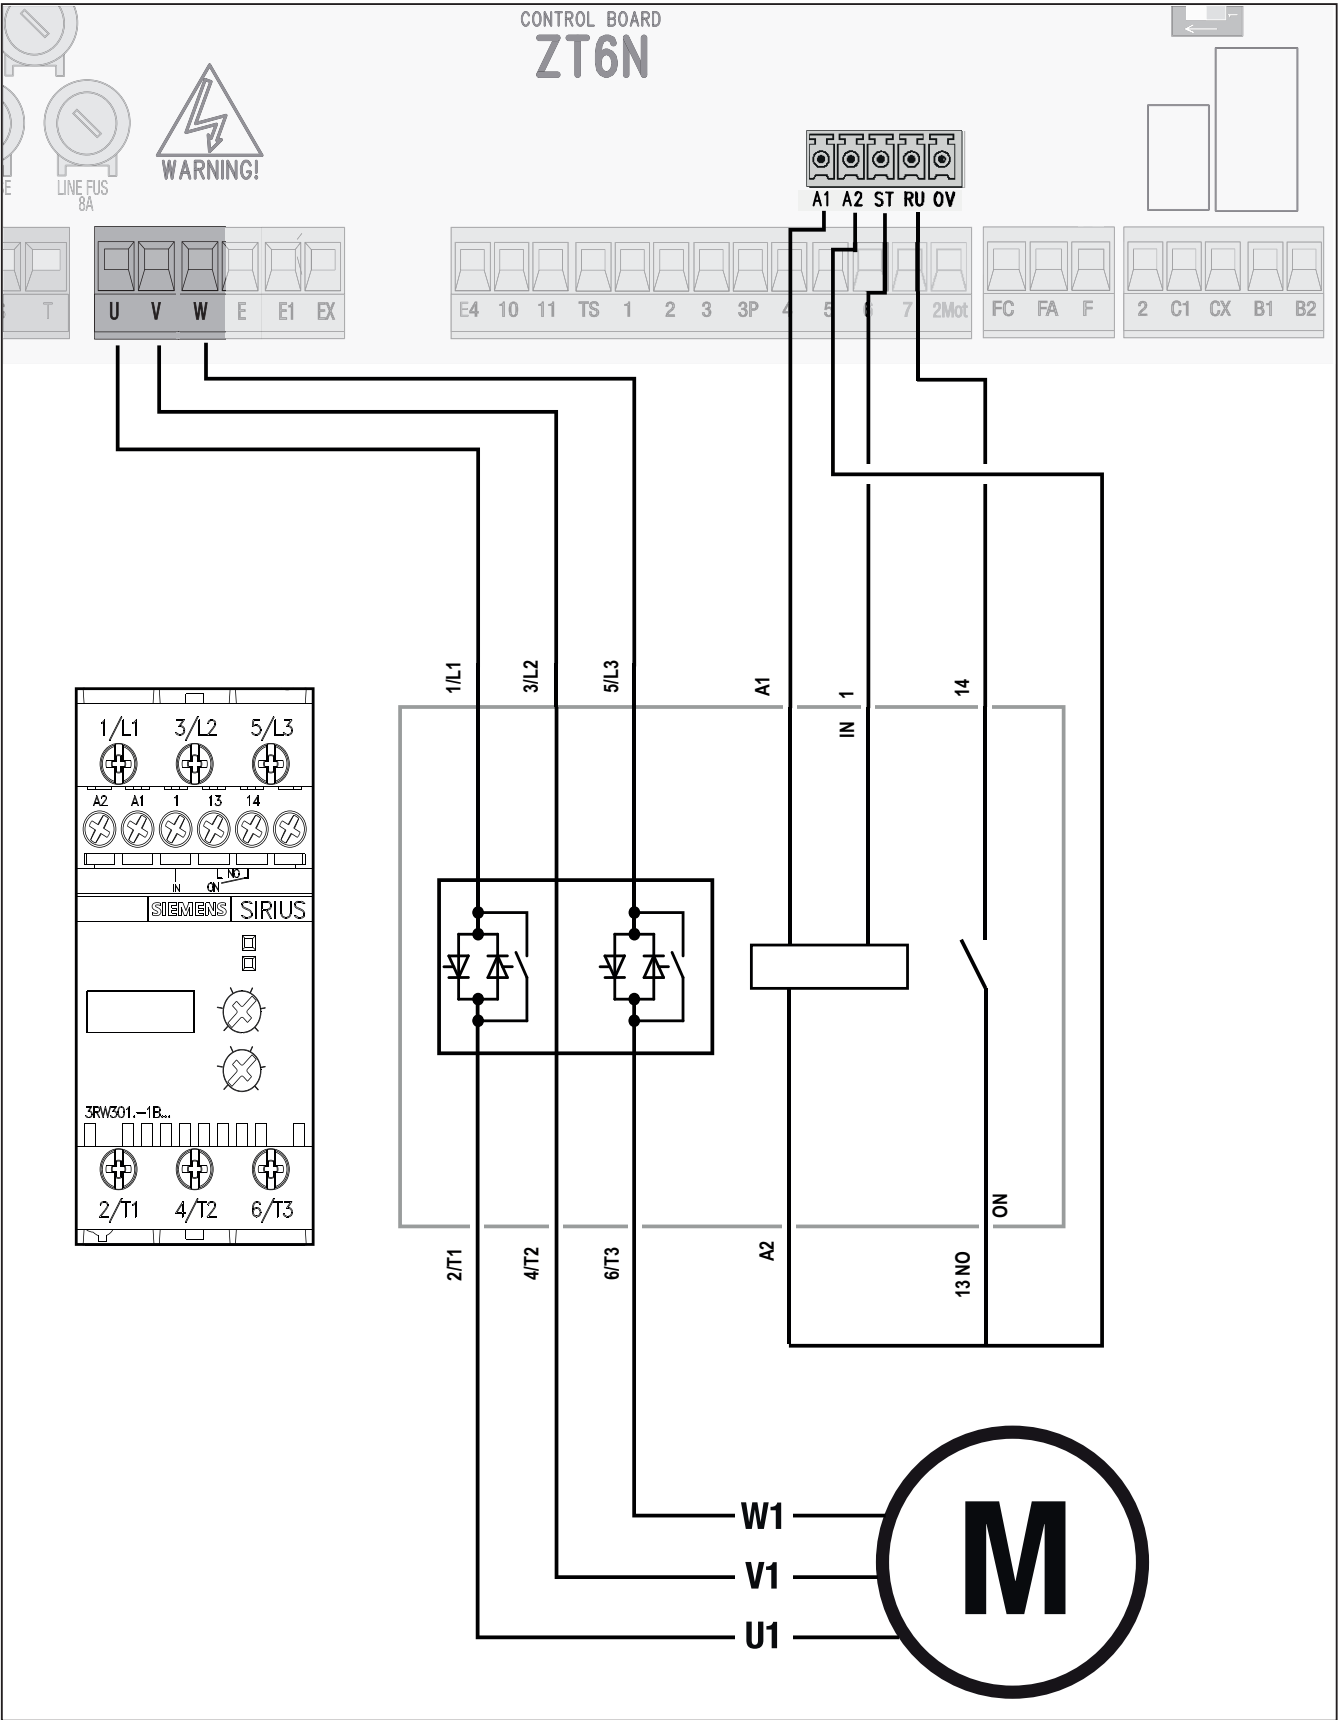 CONTROL BOARD
ZT6N
WARNING!
E
LINE FUS
8A
A1 A2 ST RU 0V
T
U V W E E1 EX
E4 10 11 TS 1 2 3 3P 4 5 6 7 2Mot
FC FA F
2 C1 CX B1 B2
1/L1
3/L2
5/L3
A1
1
IN
14
1/L1 3/L2 5/L3
A2 A1 1 13 14
NO
IN ON
SIEMENS SIRIUS
3RW301.-1B...
2/T1 4/T2 6/T3
ON
2/T1
4/T2
6/T3
A2
13 NO
W1
V1
U1
M